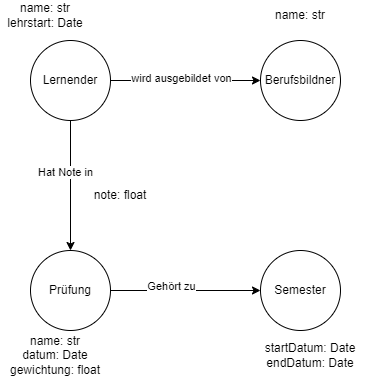 name: str
lehrstart: Date
name: str
Lernender
wird ausgebildet von
Berufsbildner
Hat Note in
note: float
Prüfung
Gehört zu
Semester
name: str
datum: Date
gewichtung: float
startDatum: Date
endDatum: Date